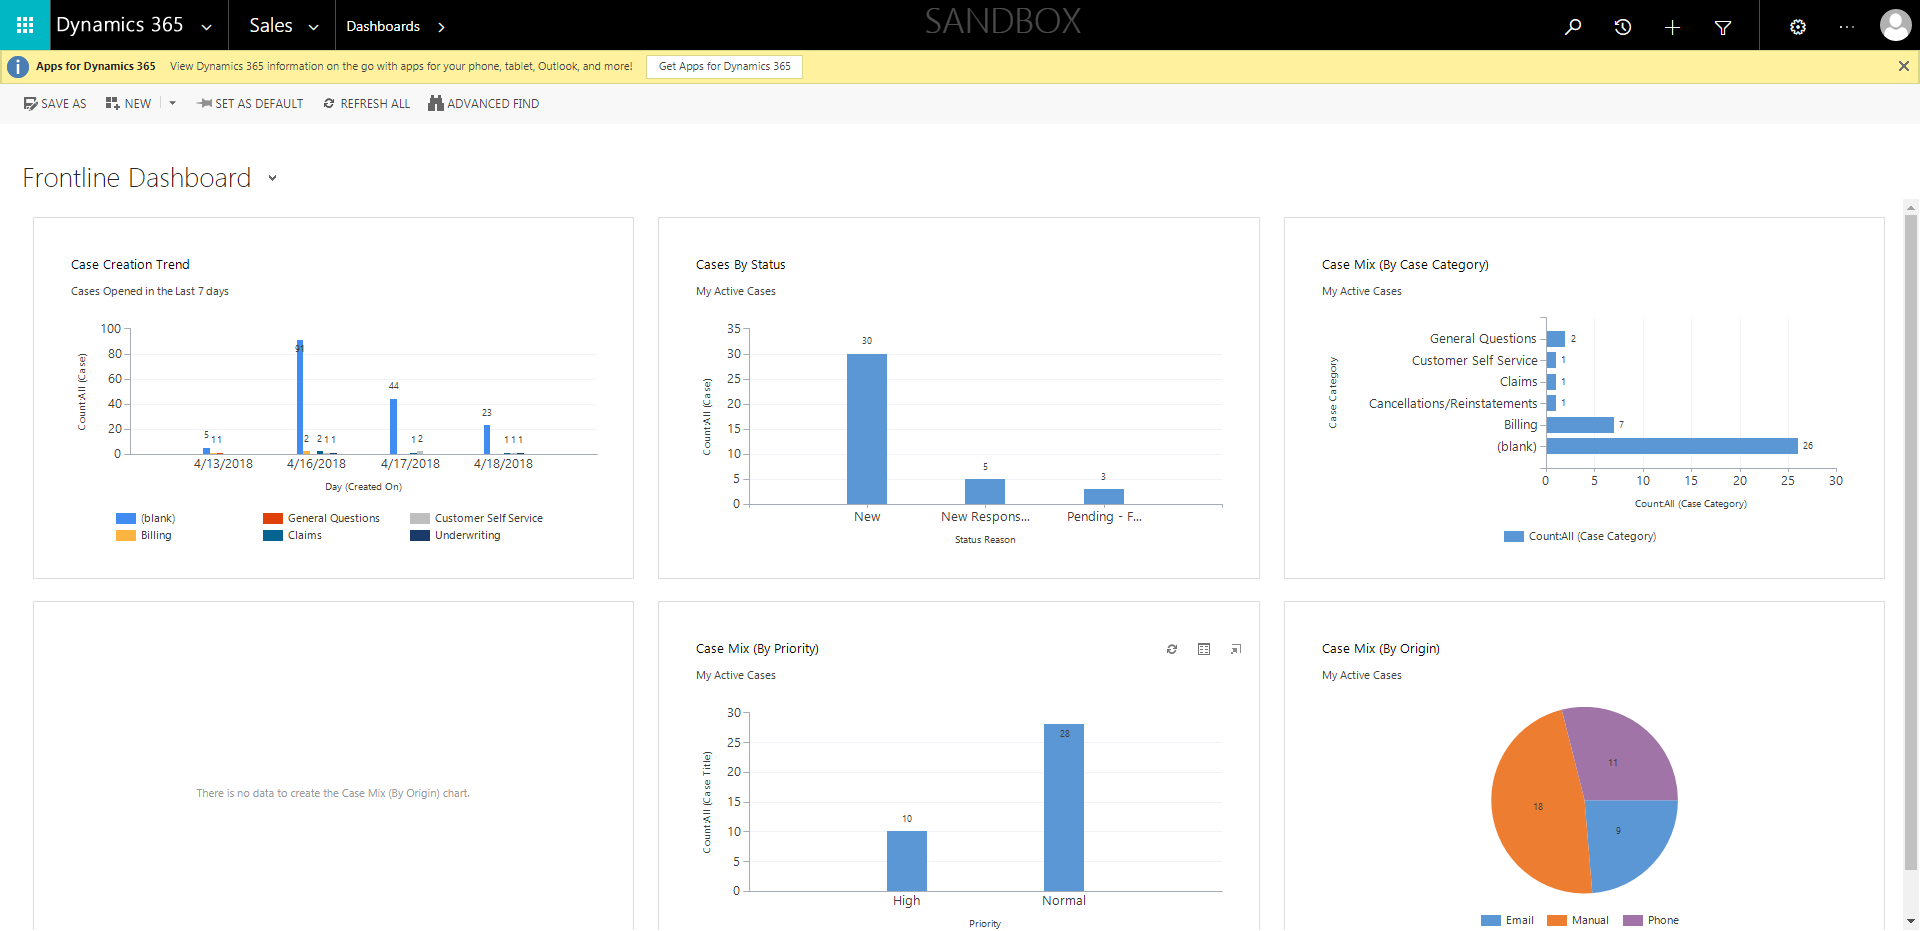 Dynamics 365 Sales Dashboards SANDBOX
Apps for Dynamics 365 View Dynamics 365 information on the go with apps for your phone, tablet, Outlook, and more! Get Apps for Dynamics 365
SAVE AS NEW SET AS DEFAULT REFRESH ALL ADVANCED FIND
Frontline Dashboard
Case Creation Trend
Cases Opened in the Last 7 days
Count:All (Case)
100
80
60
40
20
0
5 1 1
91
2 2 1 1
44
1 2
23
1 1 1
4/13/2018 4/16/2018 4/17/2018 4/18/2018
Day (Created On)
(blank) General Questions Customer Self Service
Billing Claims Underwriting
Cases By Status
My Active Cases
Count:All (Case)
35
30
25
20
15
10
5
0
30
5
3
New New Respons... Pending - F...
Status Reason
Case Mix (By Case Category)
My Active Cases
Case Category
General Questions 2
Customer Self Service 1
Claims 1
Cancellations/Reinstatements 1
Billing 7
(blank) 26
0 5 10 15 20 25 30
Count:All (Case Category)
Count:All (Case Category)
There is no data to create the Case Mix (By Origin) chart.
Case Mix (By Priority)
My Active Cases
Count:All (Case Title)
30
25
20
15
10
5
0
10
28
High Normal
Priority
Case Mix (By Origin)
My Active Cases
11
18
9
Email Manual Phone